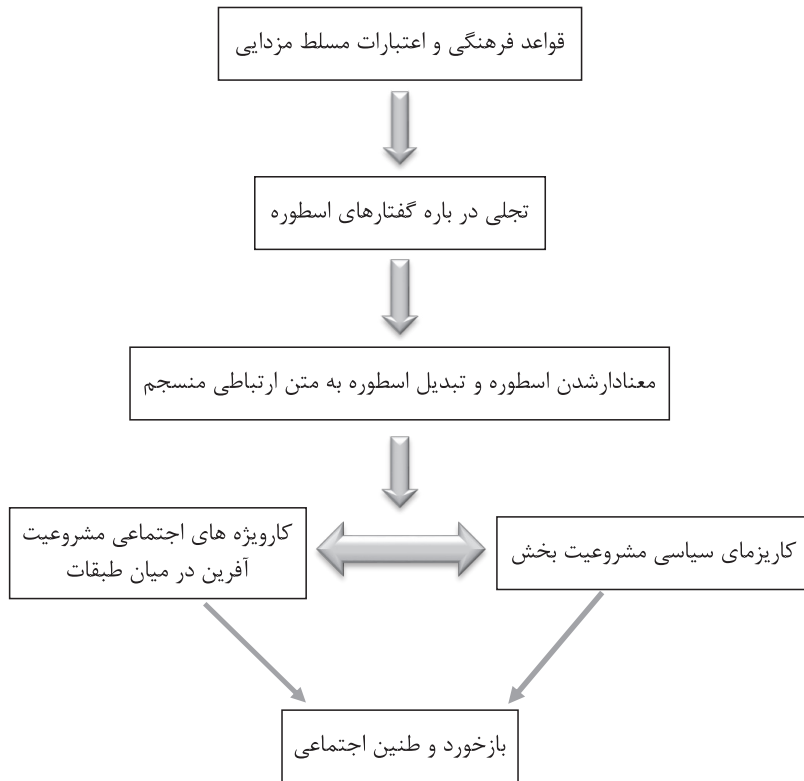 قواعد فرهنگی و اعتبارات مسلط مزدایی
تجلی در باره گفتارهای اسطوره
معنادارشدن اسطوره و تبدیل اسطوره به متن ارتباطی منسجم
کاریزمای سیاسی مشروعیت بخش
کارویژه های اجتماعی مشروعیت
آفرین در میان طبقات
بازخورد و طنین اجتماعی